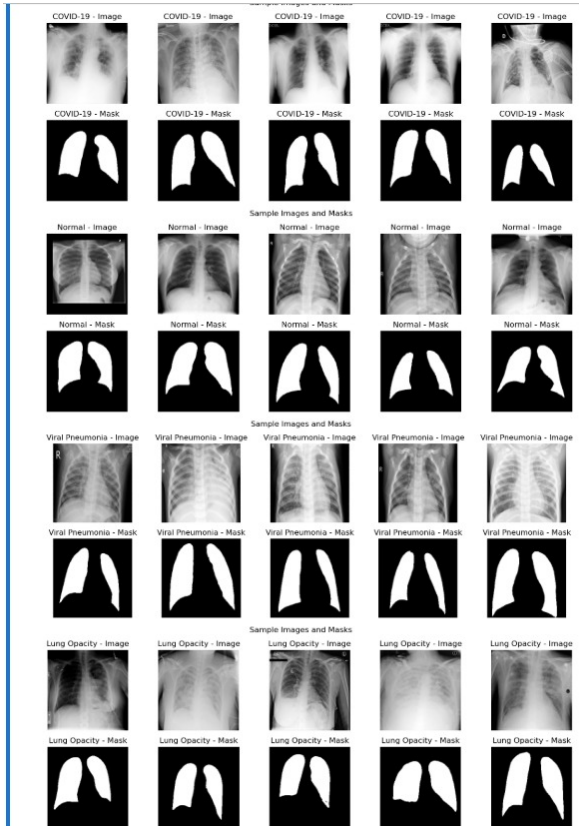 Sample Images and Masks
COVID-19 - Image COVID-19 - Image COVID-19 - Image COVID-19 - Image COVID-19 - Image
COVID-19 - Mask COVID-19 - Mask COVID-19 - Mask COVID-19 - Mask COVID-19 - Mask
Sample Images and Masks
Normal - Image Normal - Image Normal - Image Normal - Image Normal - Image
Normal - Mask Normal - Mask Normal - Mask Normal - Mask Normal - Mask
Sample Images and Masks
Viral Pneumonia - Image Viral Pneumonia - Image Viral Pneumonia - Image Viral Pneumonia - Image Viral Pneumonia - Image
R
Viral Pneumonia - Mask Viral Pneumonia - Mask Viral Pneumonia - Mask Viral Pneumonia - Mask Viral Pneumonia - Mask
Sample Images and Masks
Lung Opacity - Image Lung Opacity - Image Lung Opacity - Image Lung Opacity - Image Lung Opacity - Image
Lung Opacity - Mask Lung Opacity - Mask Lung Opacity - Mask Lung Opacity - Mask Lung Opacity - Mask